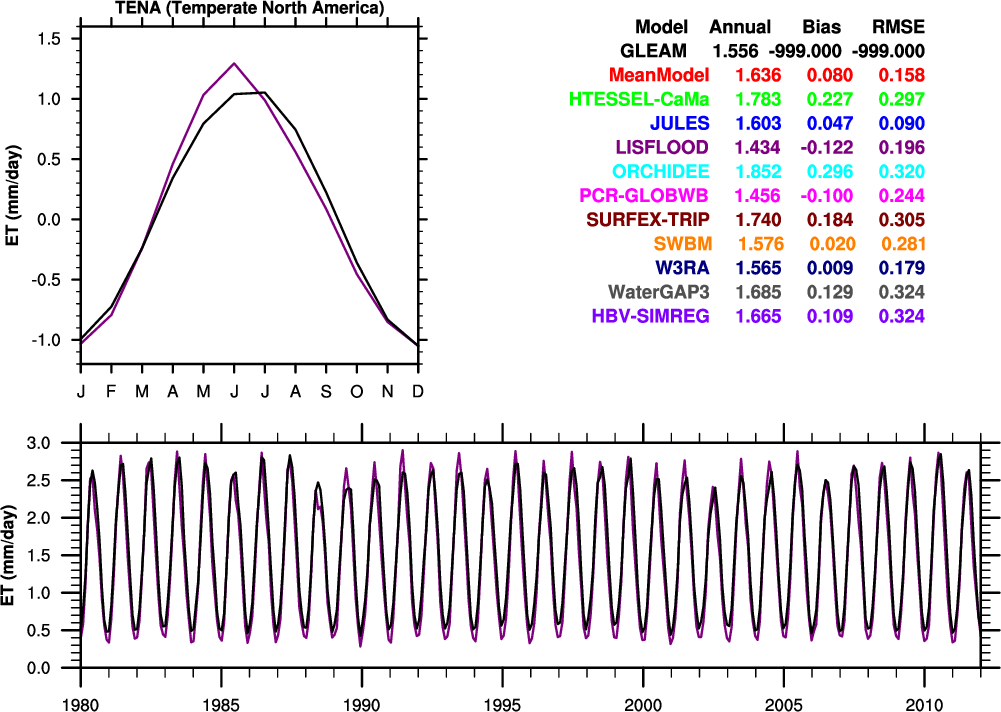 TENA (Temperate North America)
1.5
1.0
0.5
0.0
-0.5
-1.0
ET (mm/day)
J F M A M J J A S O N D
Model Annual Bias RMSE
GLEAM 1.556 -999.000 -999.000
MeanModel 1.636 0.080 0.158
HTESSEL-CaMa 1.783 0.227 0.297
JULES 1.603 0.047 0.090
LISFLOOD 1.434 -0.122 0.196
ORCHIDEE 1.852 0.296 0.320
PCR-GLOBWB 1.456 -0.100 0.244
SURFEX-TRIP 1.740 0.184 0.305
SWBM 1.576 0.020 0.281
W3RA 1.565 0.009 0.179
WaterGAP3 1.685 0.129 0.324
HBV-SIMREG 1.665 0.109 0.324
3.0
2.5
2.0
1.5
1.0
0.5
0.0
ET (mm/day)
1980 1985 1990 1995 2000 2005 2010